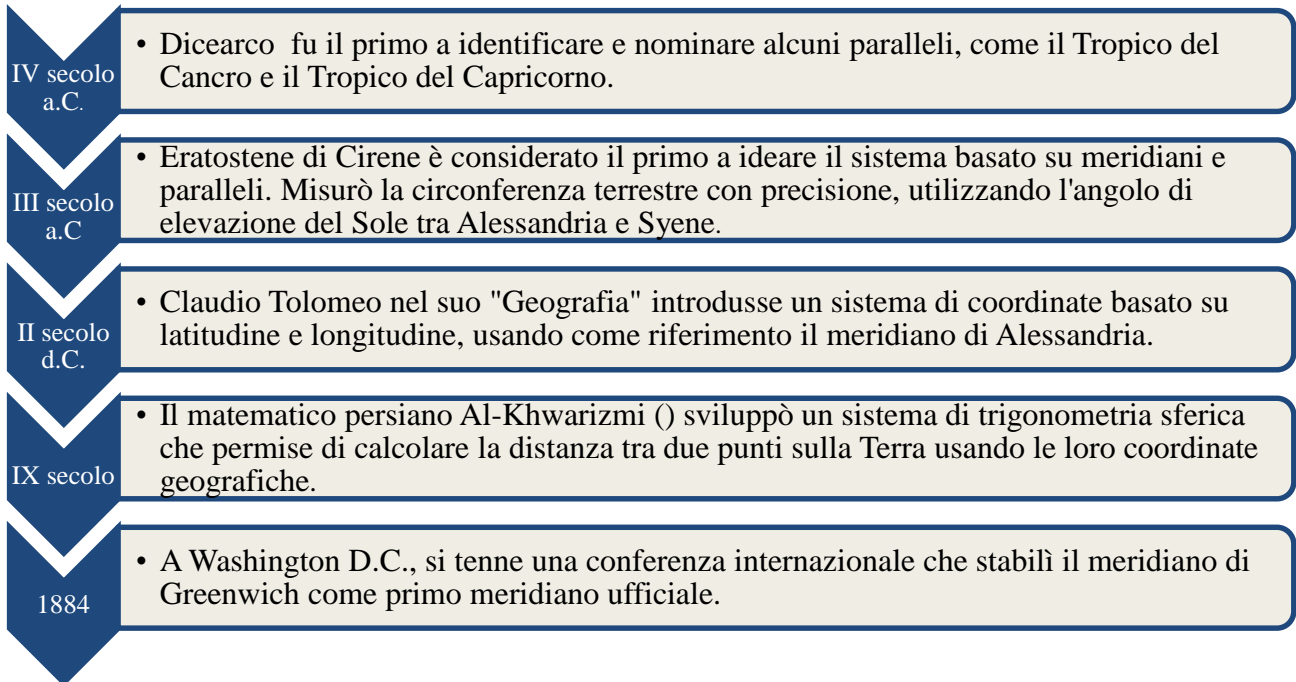 IV secolo
a.C.
• Dicearco  fu il primo a identificare e nominare alcuni paralleli, come il Tropico del
Cancro e il Tropico del Capricorno.
III secolo
a.C
• Eratostene di Cirene è considerato il primo a ideare il sistema basato su meridiani e
paralleli. Misurò la circonferenza terrestre con precisione, utilizzando l'angolo di
elevazione del Sole tra Alessandria e Syene.
II secolo
d.C.
• Claudio Tolomeo nel suo "Geografia" introdusse un sistema di coordinate basato su
latitudine e longitudine, usando come riferimento il meridiano di Alessandria.
IX secolo
• Il matematico persiano Al-Khwarizmi () sviluppò un sistema di trigonometria sferica
che permise di calcolare la distanza tra due punti sulla Terra usando le loro coordinate
geografiche.
1884
• A Washington D.C., si tenne una conferenza internazionale che stabilì il meridiano di
Greenwich come primo meridiano ufficiale.